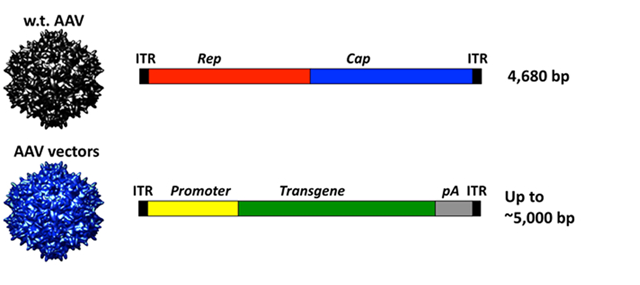 w.t. AAV
ITR Rep Cap ITR
4,680 bp
AAV vectors
ITR Promoter Transgene pA ITR
Up to
~5,000 bp